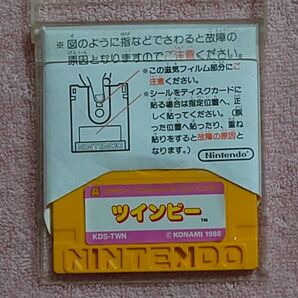 ※図のように指などでさわると故障の
原因となりますのでご注意ください。
※この磁気フィルム部分にご
注意ください。
※シールをディスクカードに
貼る場合は指定位置へ、正
しく貼ってください。(誤
った位置へ貼ったり、重ね
貼りをすると故障の原因と
なります。)
NINTENDO
Nintendo
ツインビー™
KDS-TWN
© KONAMI 1988
NINTENDO